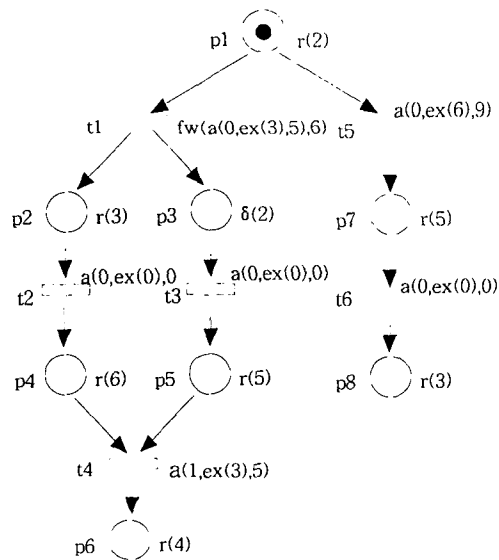 p1 r(2)
t1 fw(a(0,ex(3),5),6) t5 a(0,ex(6),9)
p2 r(3) p3 δ(2) p7 r(5)
t2 a(0,ex(0),0 t3 a(0,ex(0),0) t6 a(0,ex(0),0)
p4 r(6) p5 r(5) p8 r(3)
t4 a(1,ex(3),5)
p6 r(4)